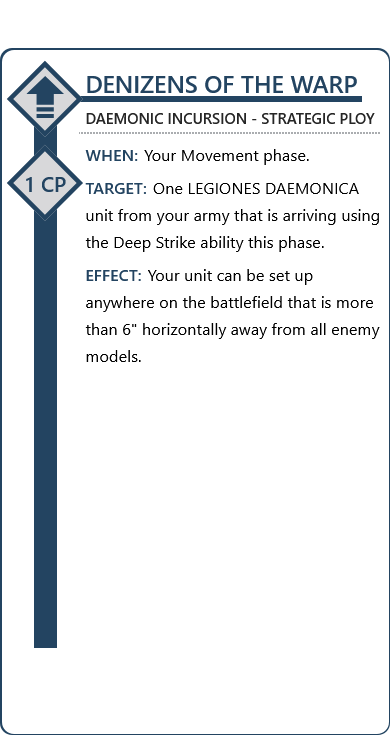 DENIZENS OF THE WARP
DAEMONIC INCURSION - STRATEGIC PLOY
WHEN: Your Movement phase.
1 CP
TARGET: One LEGIONES DAEMONICA
unit from your army that is arriving using
the Deep Strike ability this phase.
EFFECT: Your unit can be set up
anywhere on the battlefield that is more
than 6" horizontally away from all enemy
models.